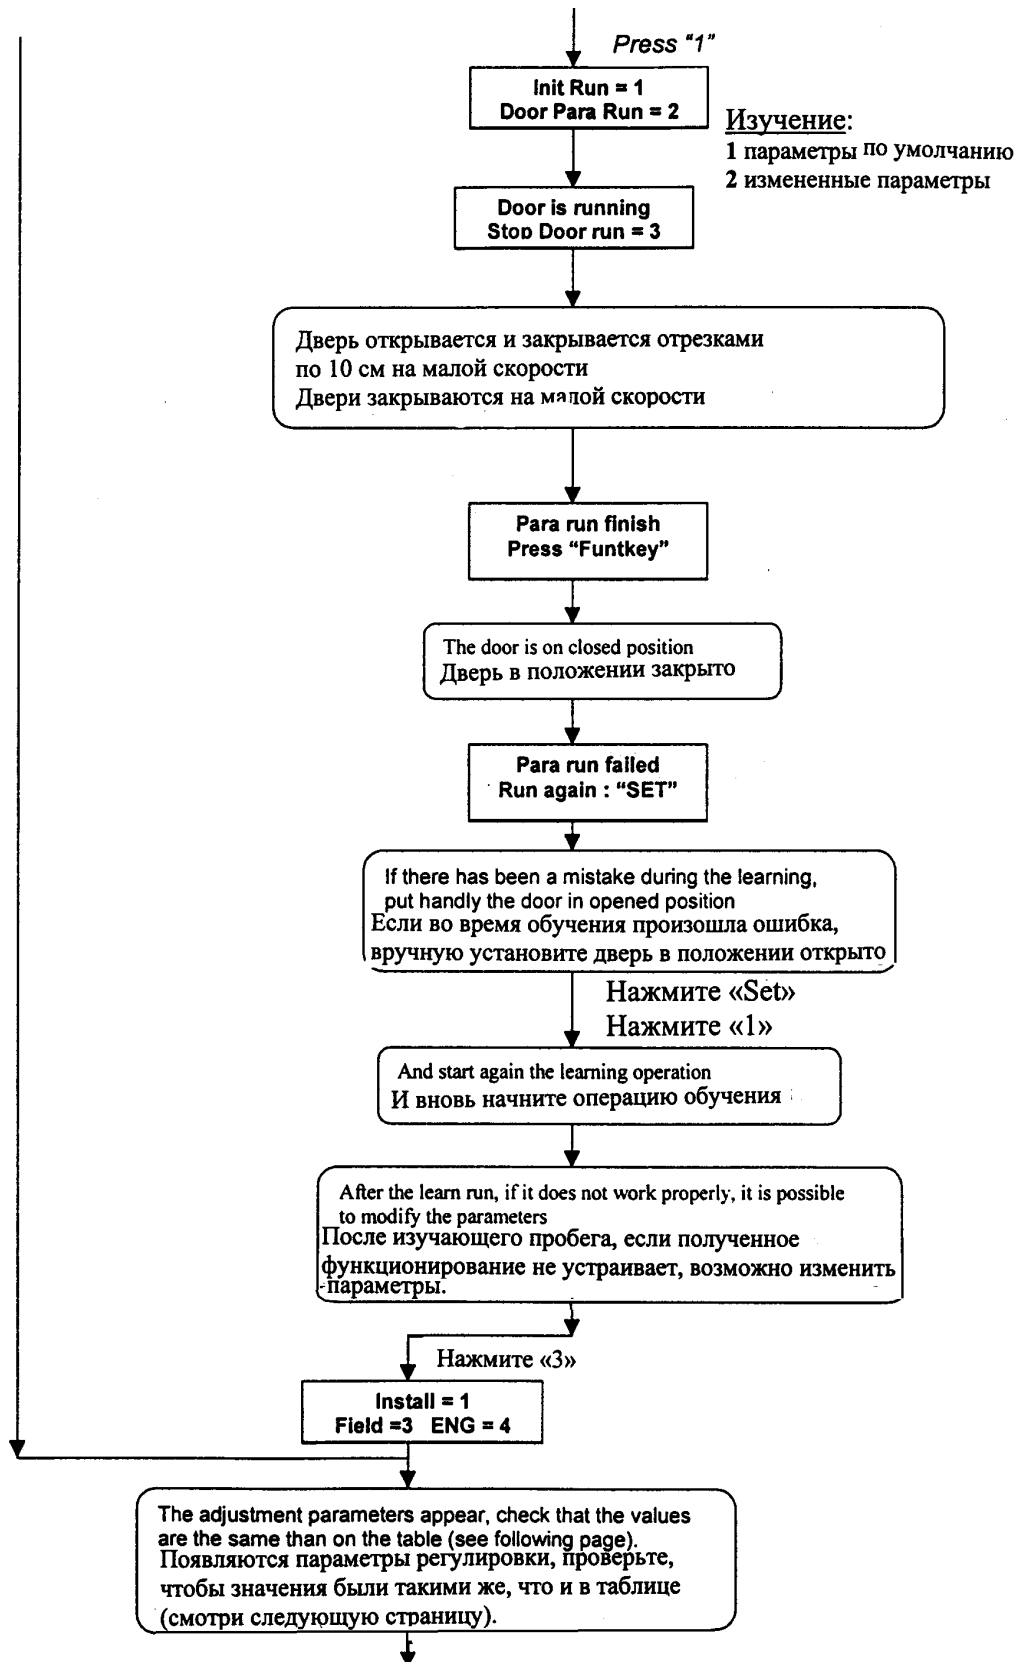 Press "1"
Init Run = 1
Door Para Run = 2
Изучение:
1 параметры по умолчанию
2 измененные параметры
Door is running
Stop Door run = 3
Дверь открывается и закрывается отрезками
по 10 см на малой скорости
Двери закрываются на малой скорости
Para run finish
Press “Funtkey”
The door is on closed position
Дверь в положении закрыто
Para run failed
Run again : “SET”
If there has been a mistake during the learning,
put handly the door in opened position
Если во время обучения произошла ошибка,
вручную установите дверь в положении открыто
Нажмите «Set»
Нажмите «1»
And start again the learning operation
И вновь начните операцию обучения
After the learn run, if it does not work properly, it is possible
to modify the parameters
После изучающего пробега, если полученное
функционирование не устраивает, возможно изменить
параметры.
Нажмите «3»
Install = 1
Field =3 ENG = 4
The adjustment parameters appear, check that the values
are the same than on the table (see following page).
Появляются параметры регулировки, проверьте,
чтобы значения были такими же, что и в таблице
(смотри следующую страницу).